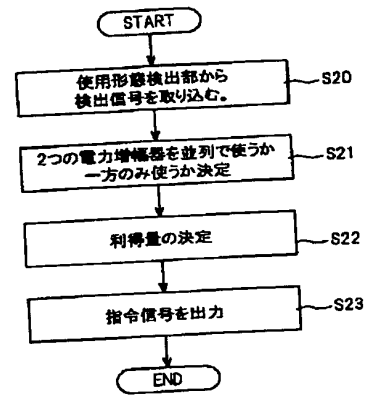 START
使用形態検出部から
検出信号を取り込む。
S20
2つの電力増幅器を並列で使うか
一方のみ使うか決定
S21
利得量の決定
S22
指令信号を出力
S23
END